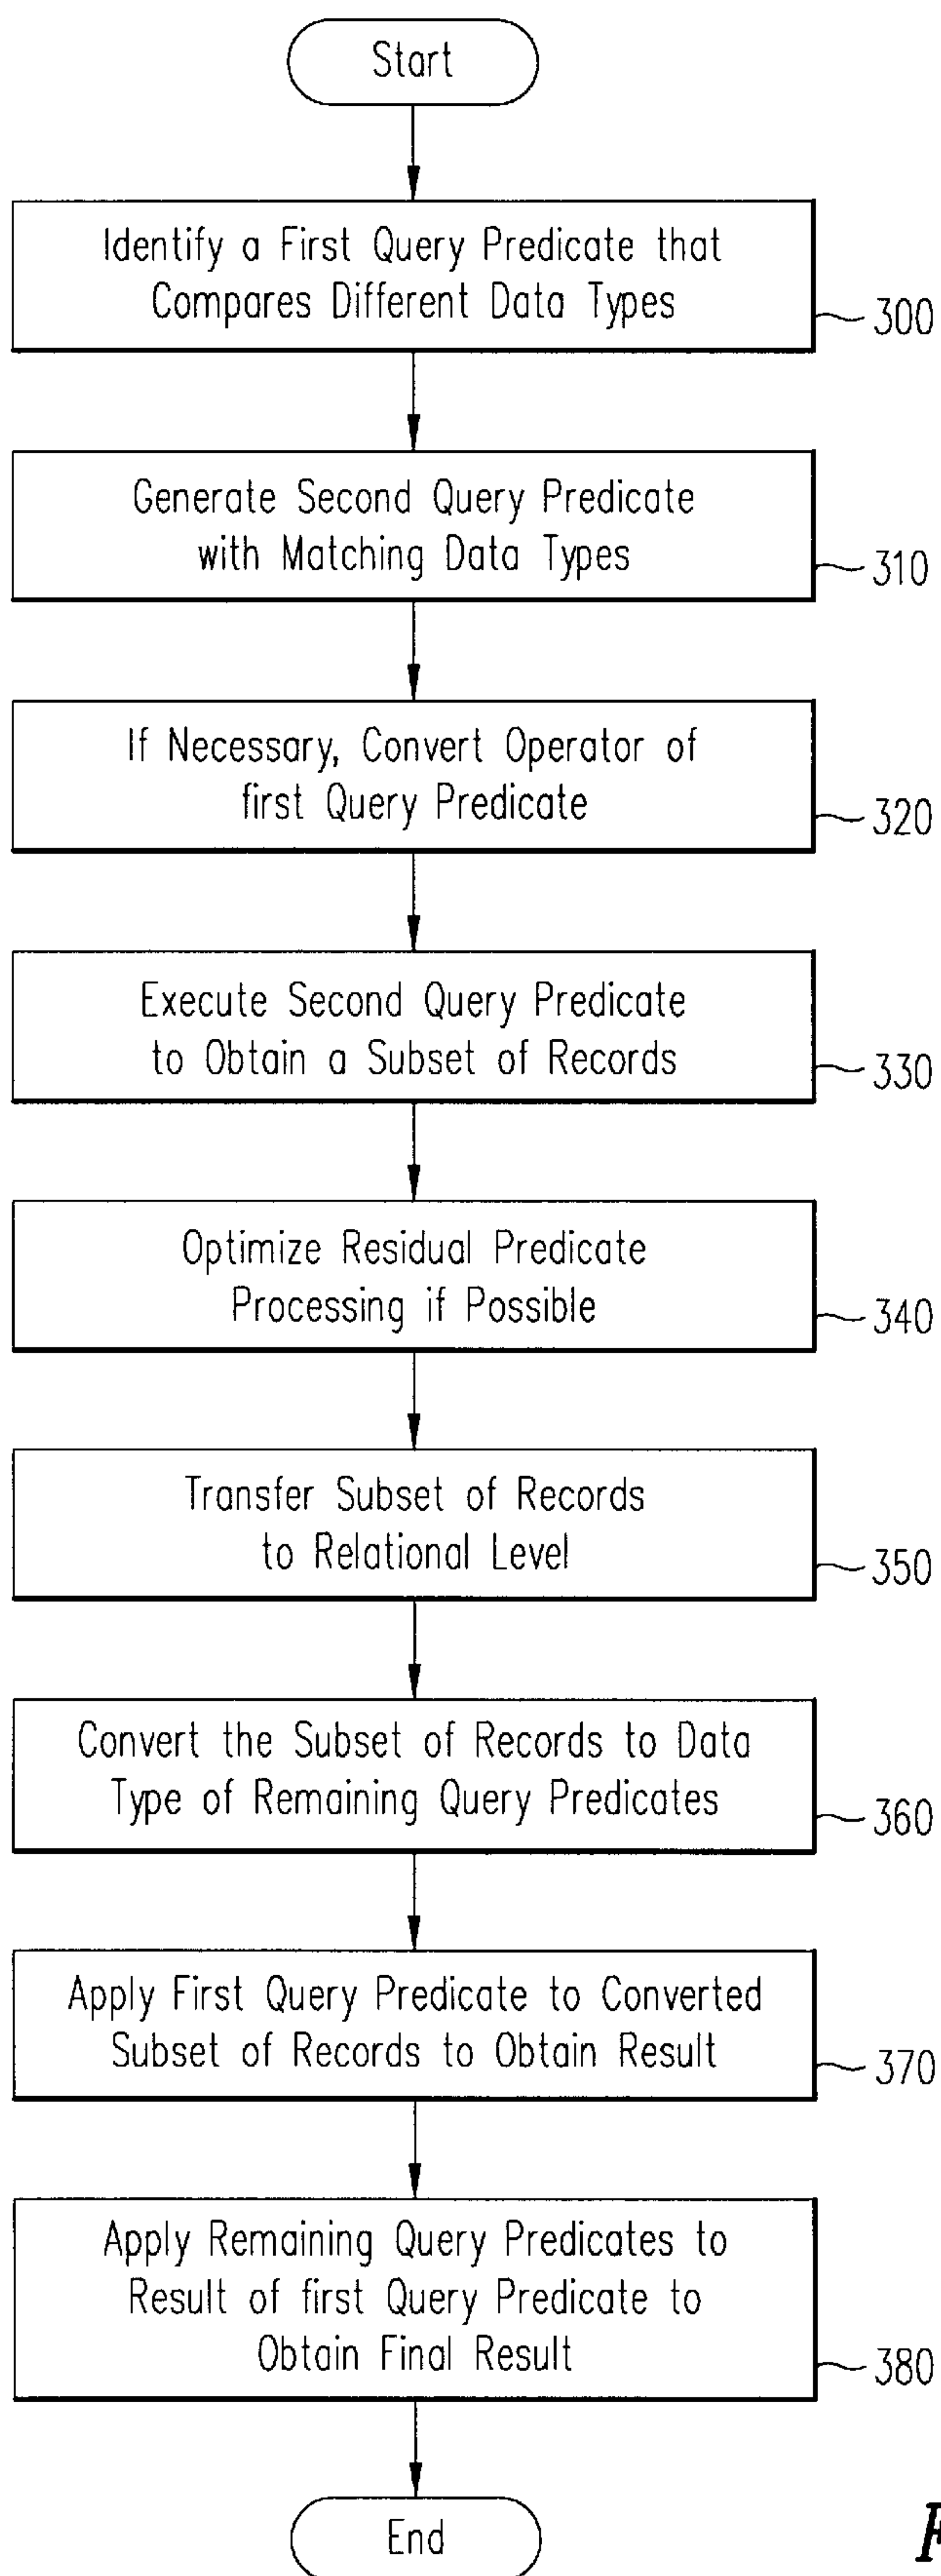 Start
Identify a First Query Predicate that
Compares Different Data Types
300
Generate Second Query Predicate
with Matching Data Types
310
If Necessary, Convert Operator of
first Query Predicate
320
Execute Second Query Predicate
to Obtain a Subset of Records
330
Optimize Residual Predicate
Processing if Possible
340
Transfer Subset of Records
to Relational Level
350
Convert the Subset of Records to Data
Type of Remaining Query Predicates
360
Apply First Query Predicate to Converted
Subset of Records to Obtain Result
370
Apply Remaining Query Predicates to
Result of first Query Predicate to
Obtain Final Result
380
End